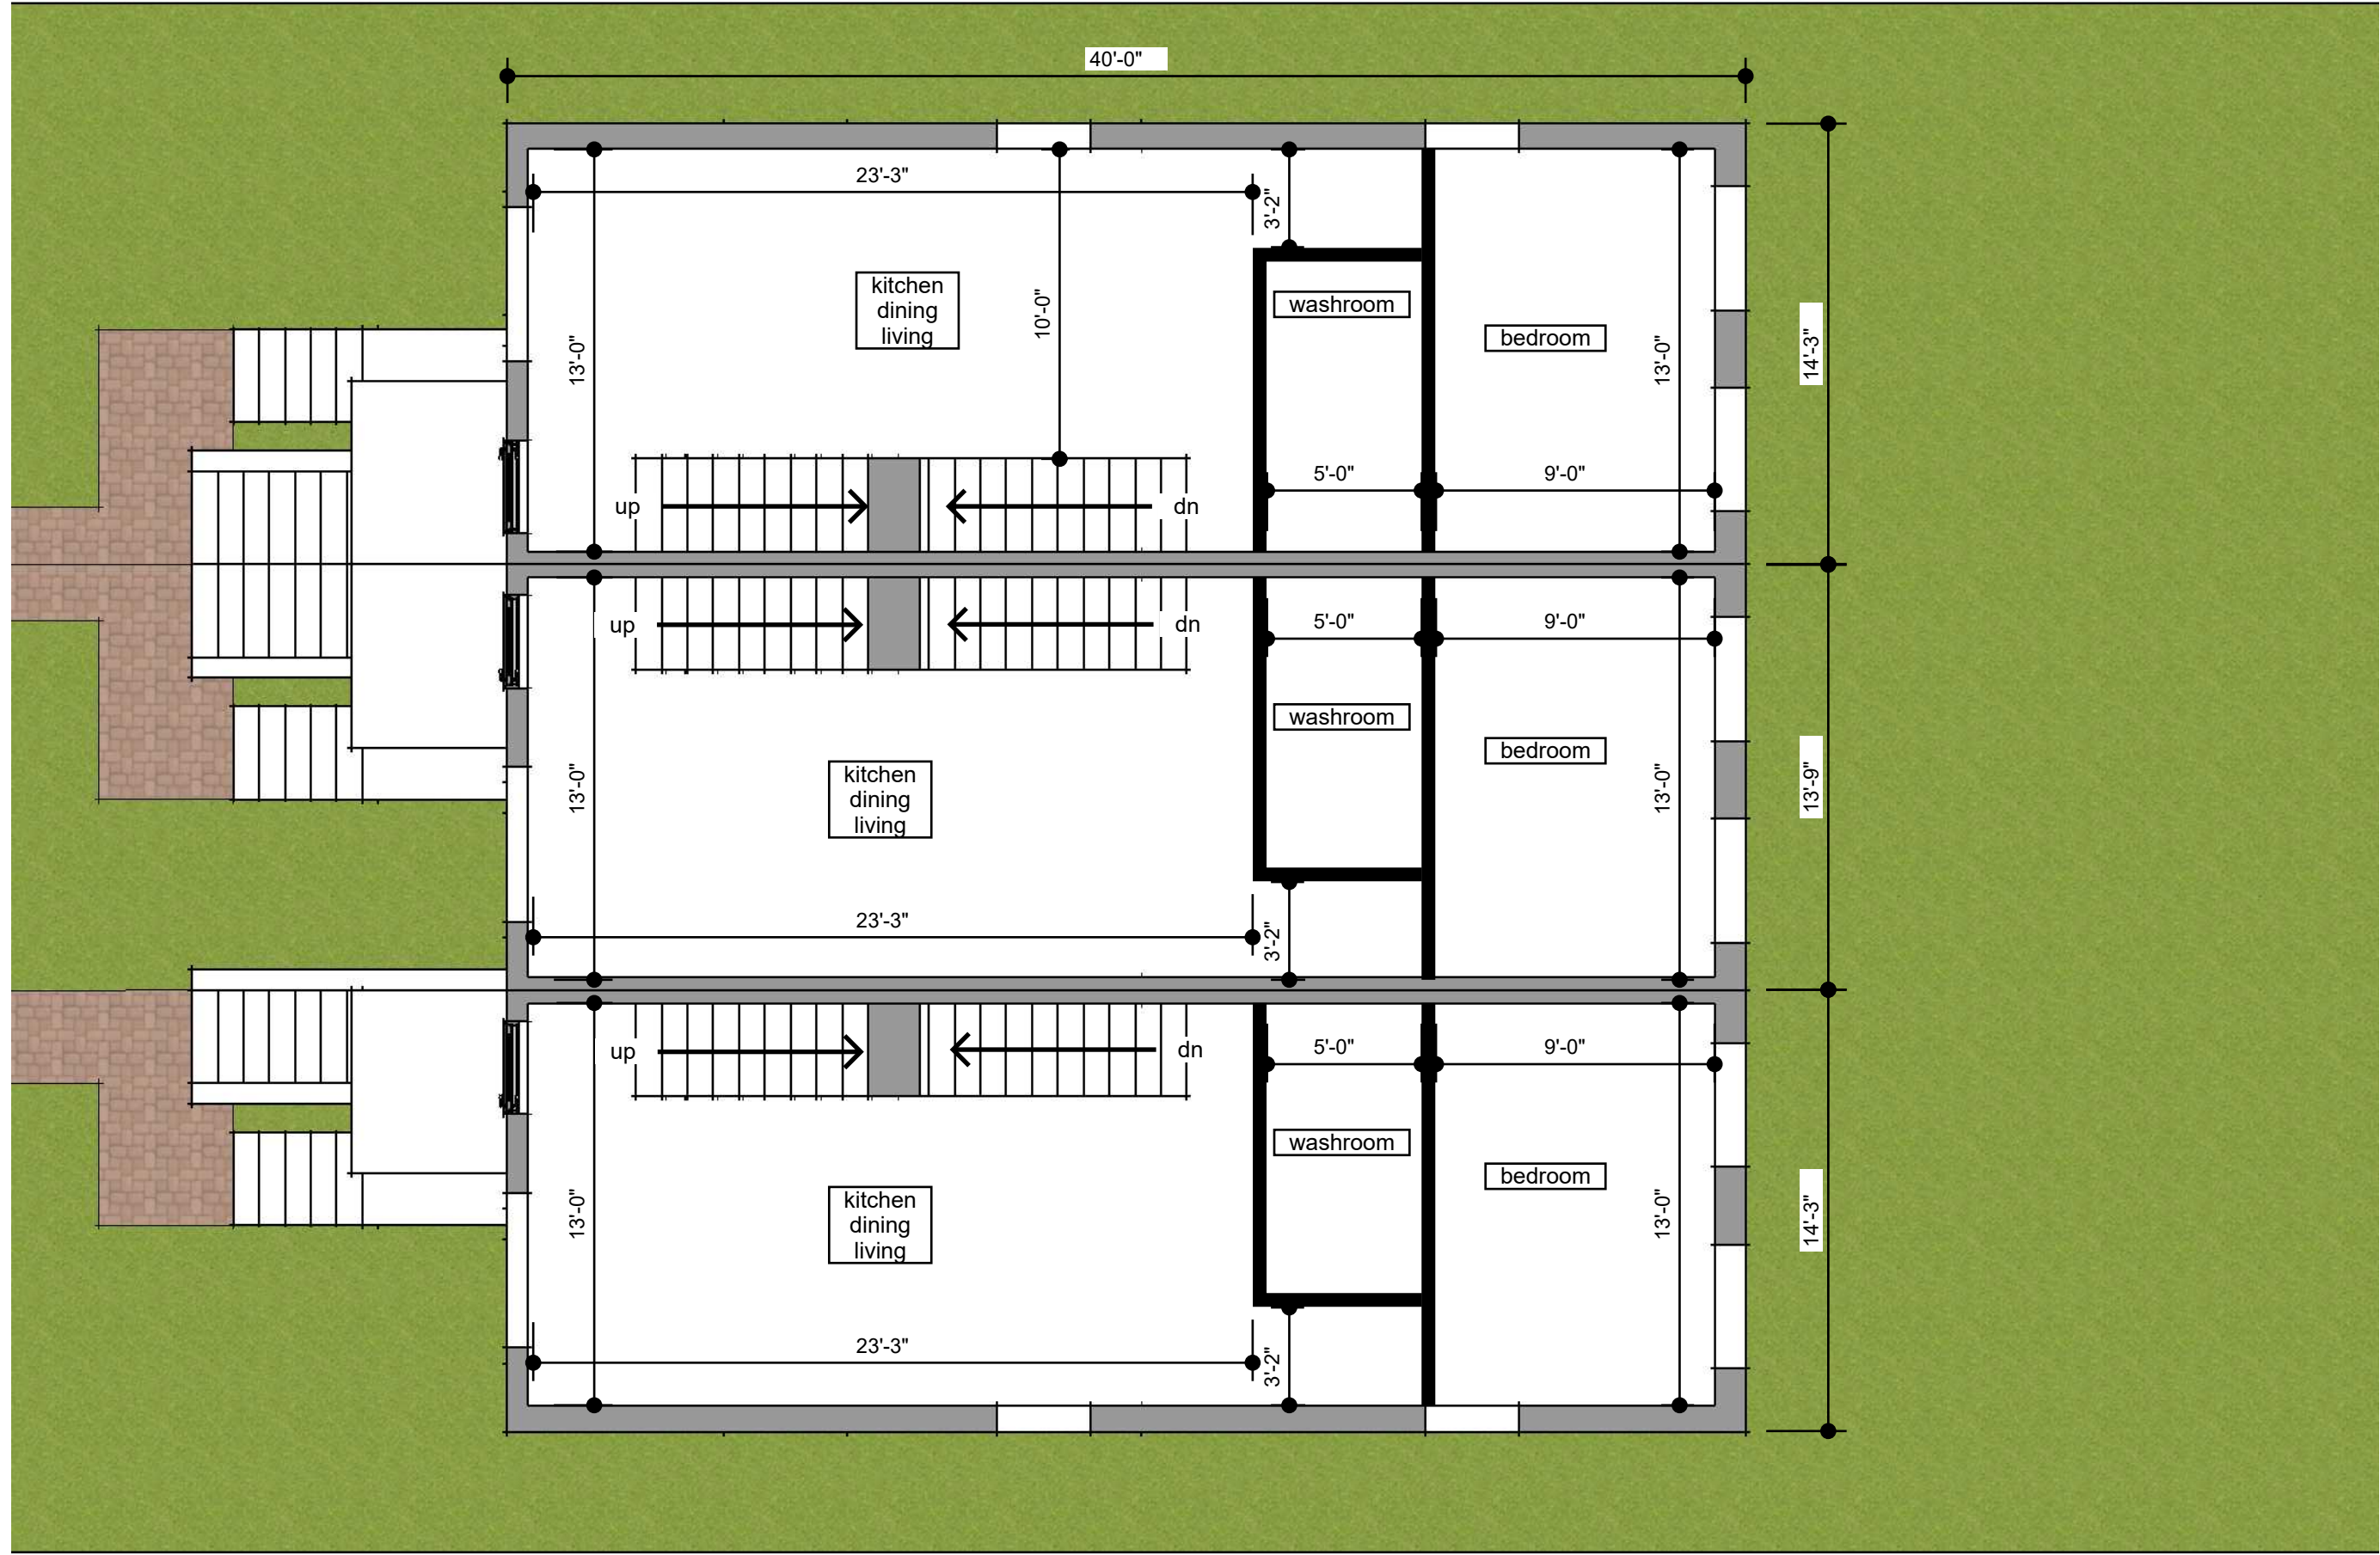 40'-0"
23'-3"
3'-2"
kitchen
dining
living
10'-0"
washroom
bedroom
13'-0"
13'-0"
14'-3"
5'-0"
9'-0"
up
dn
up
dn
5'-0"
9'-0"
washroom
bedroom
kitchen
dining
living
13'-0"
13'-0"
13'-9"
23'-3"
3'-2"
up
dn
5'-0"
9'-0"
washroom
bedroom
kitchen
dining
living
13'-0"
13'-0"
14'-3"
23'-3"
3'-2"